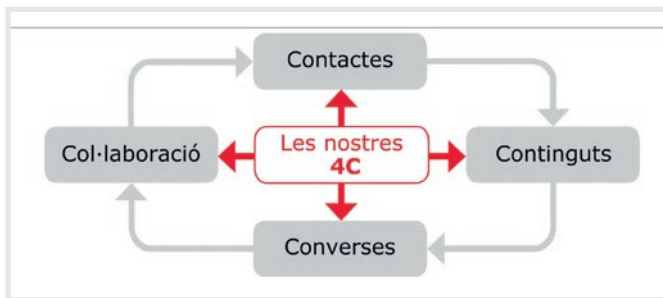 Contactes
Col·laboració
Les nostres
4C
Continguts
Converses